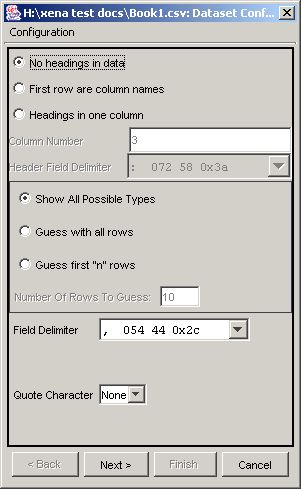 H:\xena test docs\Book1.csv: Dataset Conf...
Configuration
No headings in data
First row are column names
Headings in one column
Column Number 3
Header Field Delimiter : 072 58 0x3a
Show All Possible Types
Guess with all rows
Guess first "n" rows
Number Of Rows To Guess: 10
Field Delimiter , 054 44 0x2c
Quote Character None
< Back Next > Finish Cancel